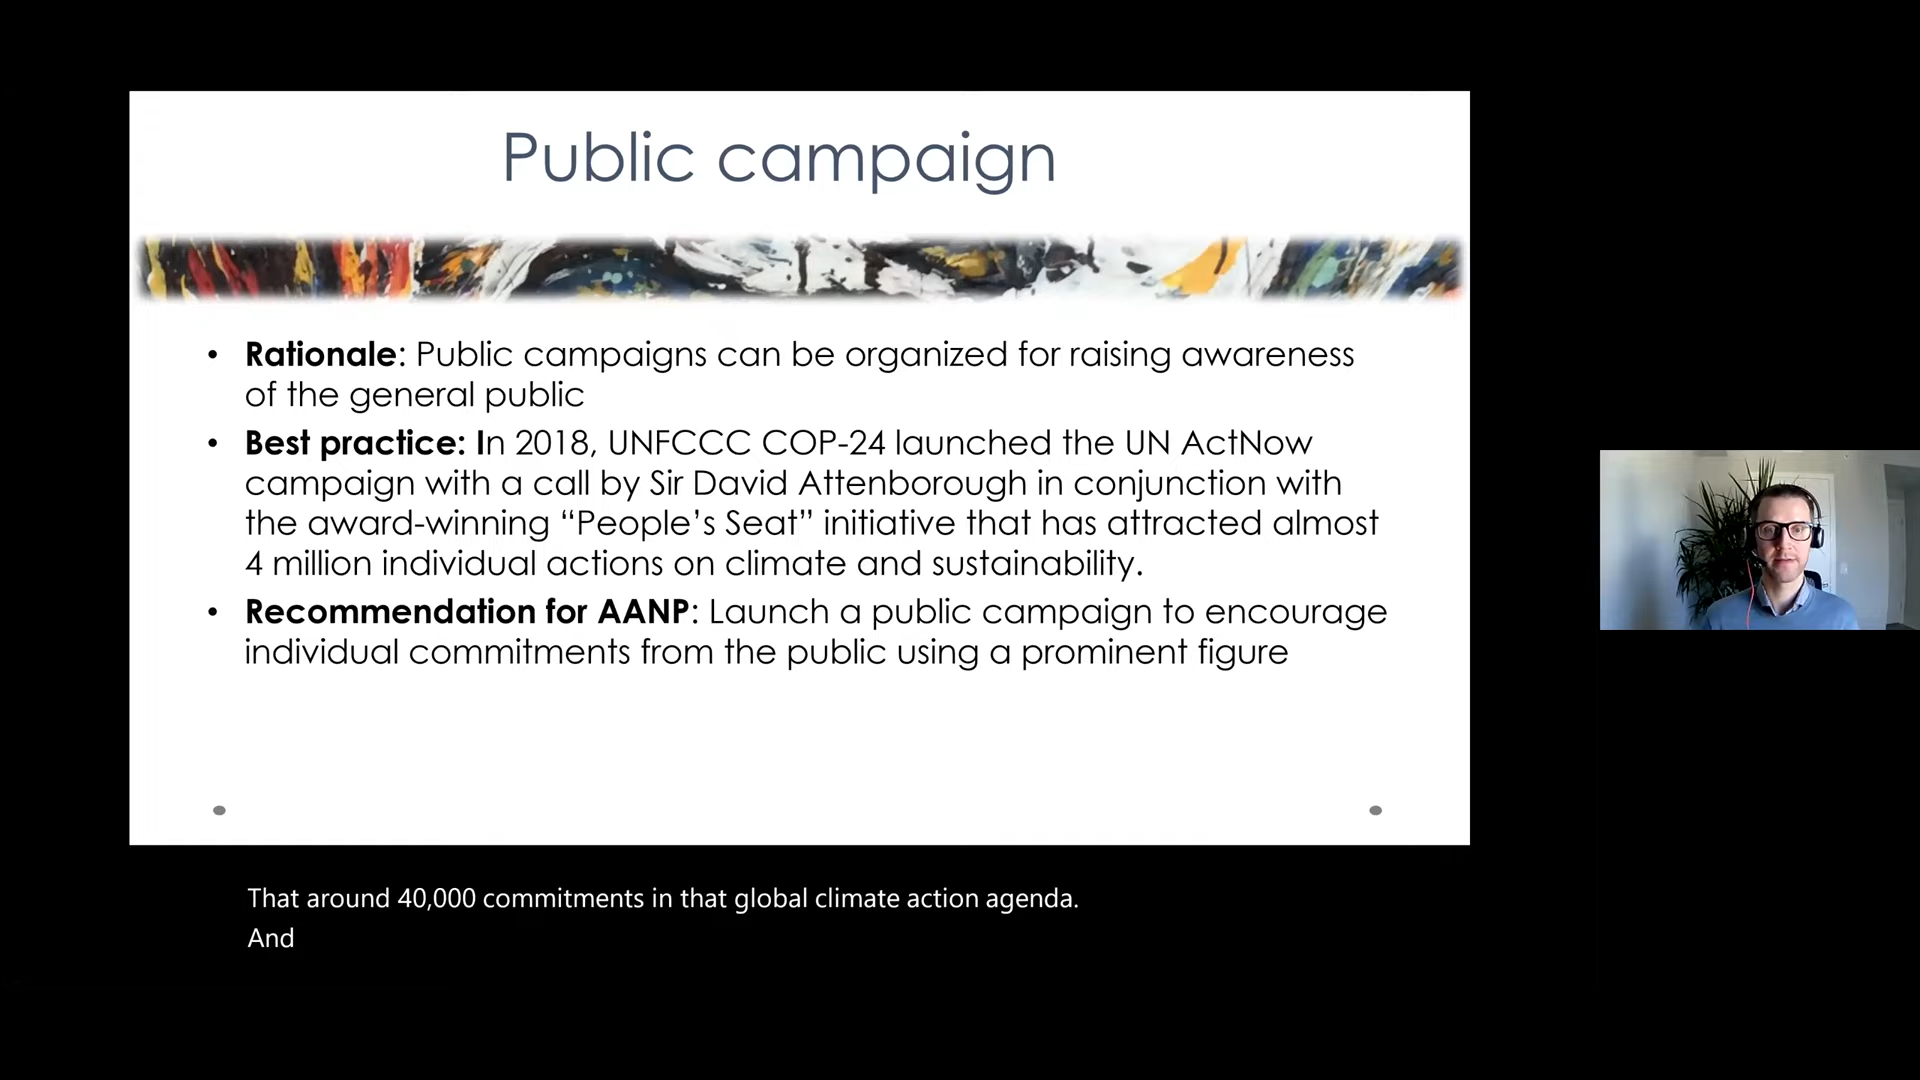 Public campaign
• Rationale: Public campaigns can be organized for raising awareness
of the general public
• Best practice: In 2018, UNFCCC COP-24 launched the UN ActNow
campaign with a call by Sir David Attenborough in conjunction with
the award-winning “People’s Seat” initiative that has attracted almost
4 million individual actions on climate and sustainability.
• Recommendation for AANP: Launch a public campaign to encourage
individual commitments from the public using a prominent figure
That around 40,000 commitments in that global climate action agenda.
And